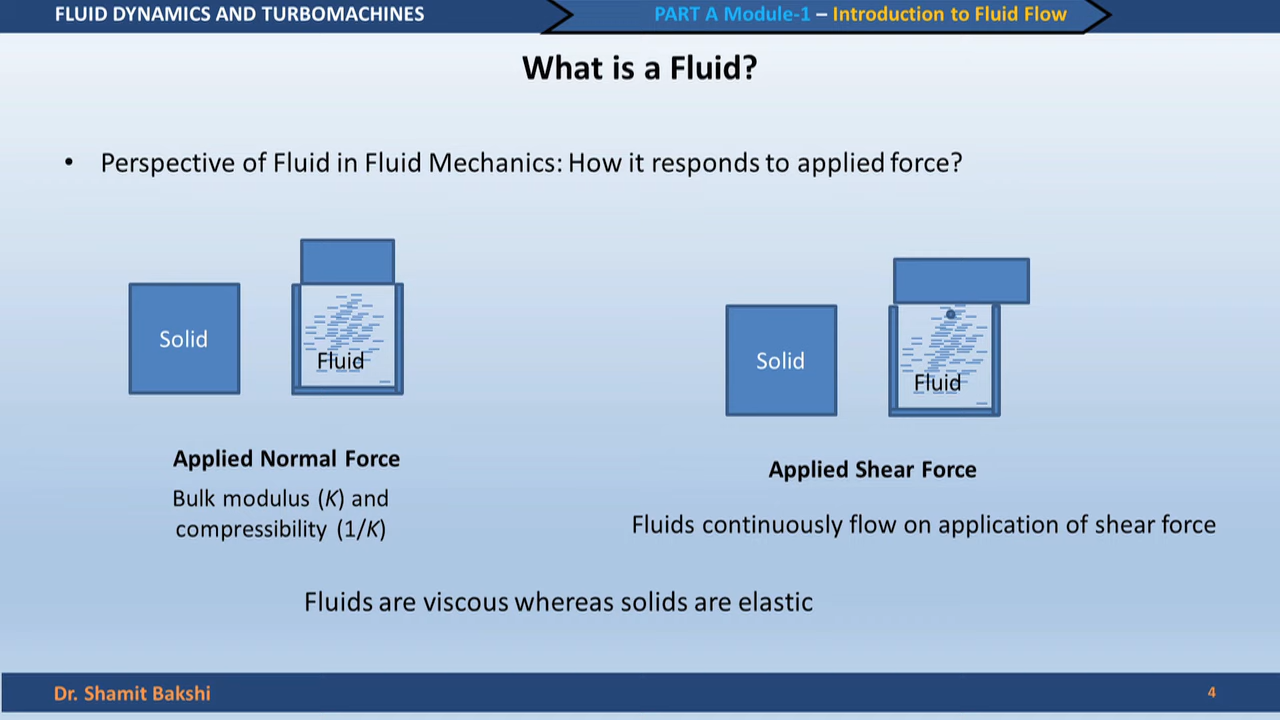 FLUID DYNAMICS AND TURBOMACHINES
PART A Module-1 – Introduction to Fluid Flow
What is a Fluid?
• Perspective of Fluid in Fluid Mechanics: How it responds to applied force?
Solid
Fluid
Solid
Fluid
Applied Normal Force
Bulk modulus (K) and
compressibility (1/K)
Applied Shear Force
Fluids continuously flow on application of shear force
Fluids are viscous whereas solids are elastic
Dr. Shamit Bakshi
4